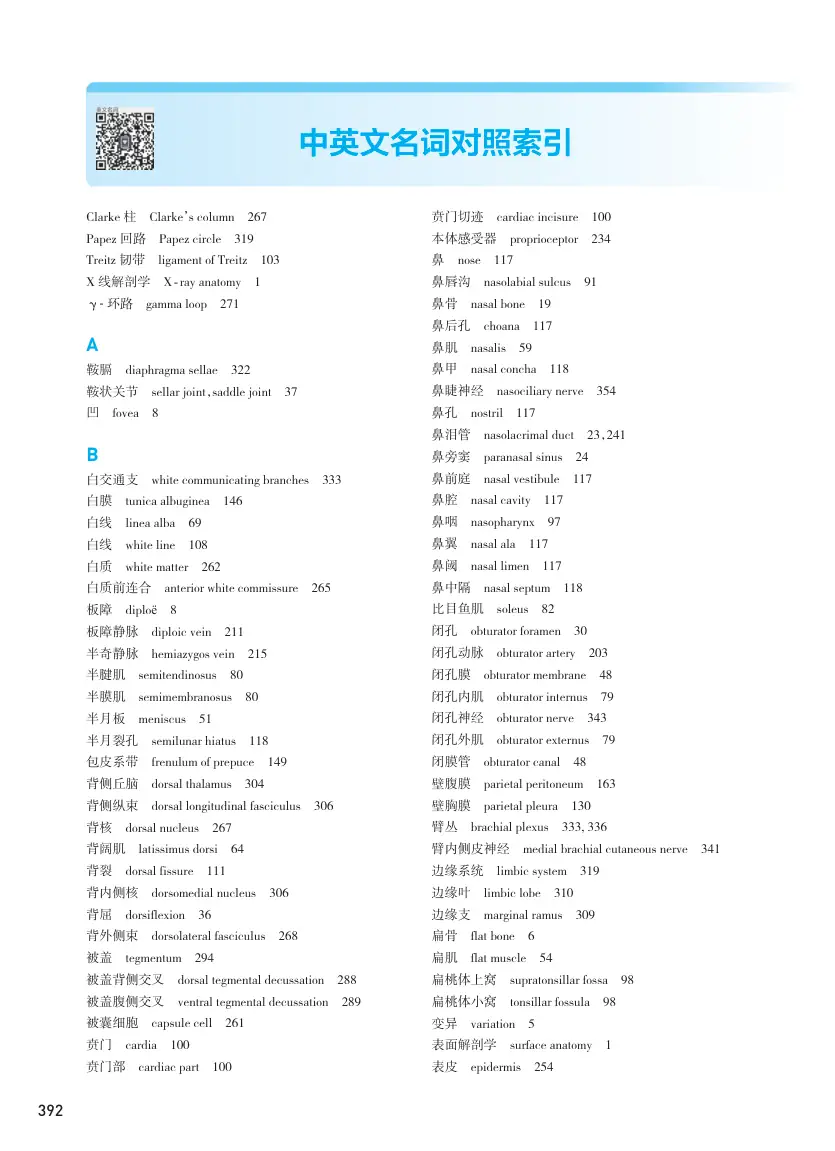 英文名词
中英文名词对照索引
Clarke 柱 Clarke's column 267
Papez 回路 Papez circle 319
Treitz 韧带 ligament of Treitz 103
X 线解剖学 X-ray anatomy 1
γ-环路 gamma loop 271
A
鞍膈 diaphragma sellae 322
鞍状关节 sellar joint,saddle joint 37
凹 fovea 8
B
白交通支 white communicating branches 333
白膜 tunica albuginea 146
白线 linea alba 69
白线 white line 108
白质 white matter 262
白质前连合 anterior white commissure 265
板障 diploë 8
板障静脉 diploic vein 211
半奇静脉 hemiazygos vein 215
半腱肌 semitendinosus 80
半膜肌 semimembranosus 80
半月板 meniscus 51
半月裂孔 semilunar hiatus 118
包皮系带 frenulum of prepuce 149
背侧丘脑 dorsal thalamus 304
背侧纵束 dorsal longitudinal fasciculus 306
背核 dorsal nucleus 267
背阔肌 latissimus dorsi 64
背裂 dorsal fissure 111
背内侧核 dorsomedial nucleus 306
背屈 dorsiflexion 36
背外侧束 dorsolateral fasciculus 268
被盖 tegmentum 294
被盖背侧交叉 dorsal tegmental decussation 288
被盖腹侧交叉 ventral tegmental decussation 289
被囊细胞 capsule cell 261
贲门 cardia 100
贲门部 cardiac part 100
贲门切迹 cardiac incisure 100
本体感受器 proprioceptor 234
鼻 nose 117
鼻唇沟 nasolabial sulcus 91
鼻骨 nasal bone 19
鼻后孔 choana 117
鼻肌 nasalis 59
鼻甲 nasal concha 118
鼻睫神经 nasociliary nerve 354
鼻孔 nostril 117
鼻泪管 nasolacrimal duct 23,241
鼻旁窦 paranasal sinus 24
鼻前庭 nasal vestibule 117
鼻腔 nasal cavity 117
鼻咽 nasopharynx 97
鼻翼 nasal ala 117
鼻阈 nasal limen 117
鼻中隔 nasal septum 118
比目鱼肌 soleus 82
闭孔 obturator foramen 30
闭孔动脉 obturator artery 203
闭孔膜 obturator membrane 48
闭孔内肌 obturator internus 79
闭孔神经 obturator nerve 343
闭孔外肌 obturator externus 79
闭膜管 obturator canal 48
壁腹膜 parietal peritoneum 163
壁胸膜 parietal pleura 130
臂丛 brachial plexus 333, 336
臂内侧皮神经 medial brachial cutaneous nerve 341
边缘系统 limbic system 319
边缘叶 limbic lobe 310
边缘支 marginal ramus 309
扁骨 flat bone 6
扁肌 flat muscle 54
扁桃体上窝 supratonsillar fossa 98
扁桃体小窝 tonsillar fossula 98
变异 variation 5
表面解剖学 surface anatomy 1
表皮 epidermis 254
392